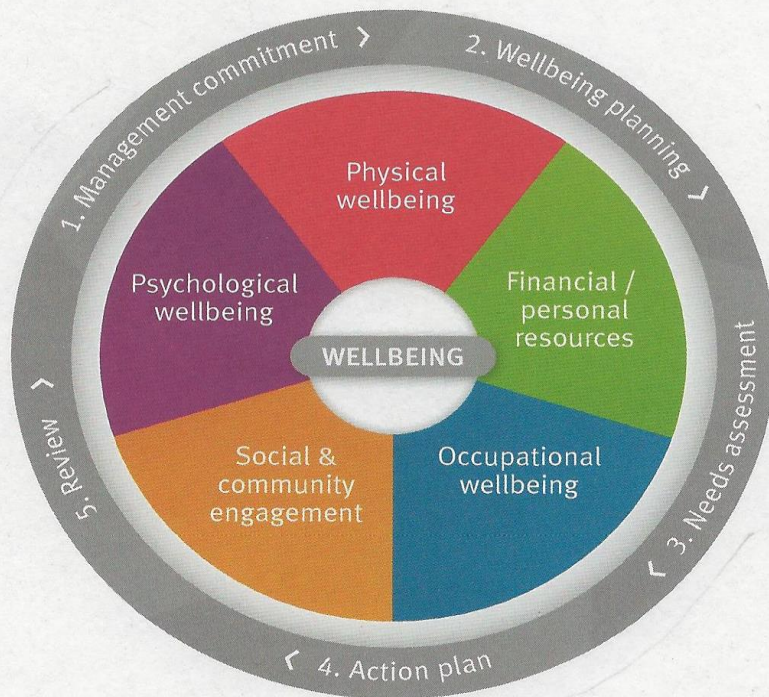 1. Management commitment >
2. Wellbeing planning >
3. Needs assessment >
4. Action plan >
5. Review >
Physical
wellbeing
Financial /
personal
resources
Occupational
wellbeing
Social &
community
engagement
Psychological
wellbeing
WELLBEING